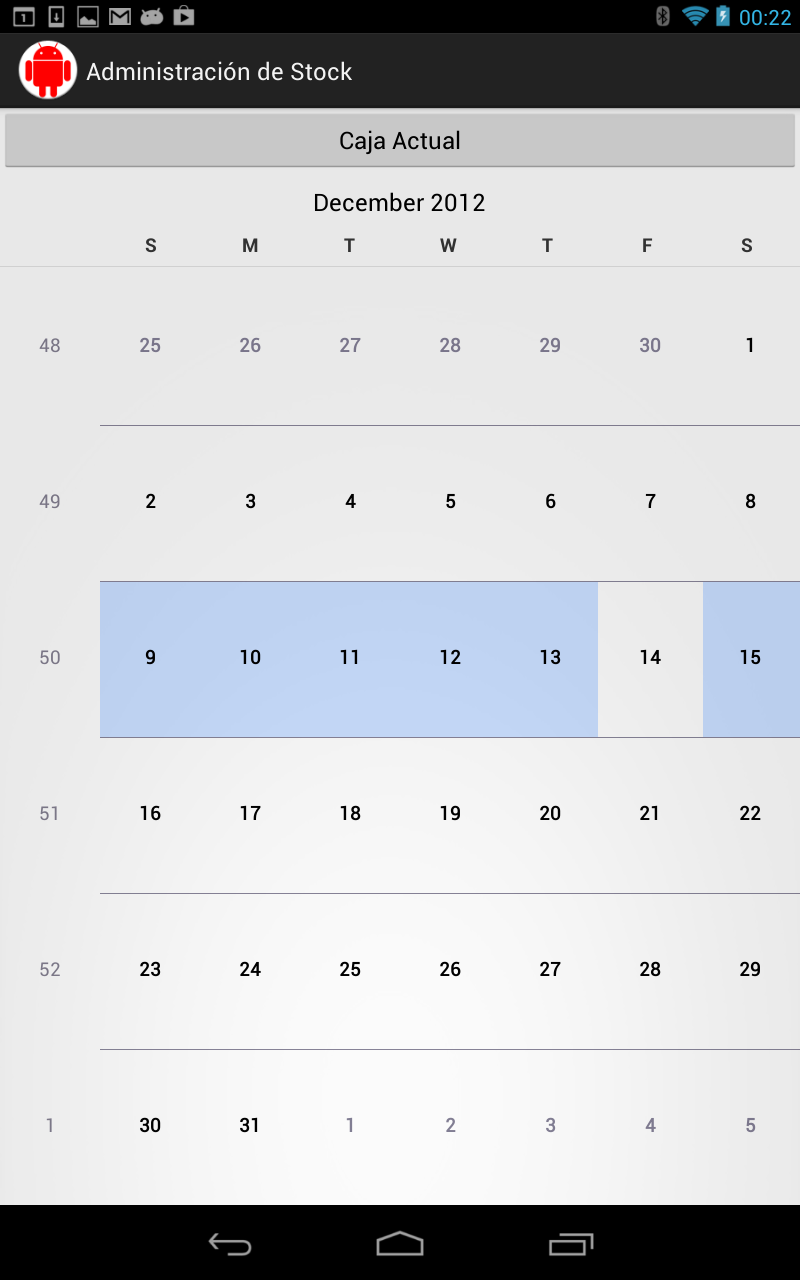 1 00:22
Administración de Stock
Caja Actual
December 2012
S M T W T F S
48 25 26 27 28 29 30 1
49 2 3 4 5 6 7 8
50 9 10 11 12 13 14 15
51 16 17 18 19 20 21 22
52 23 24 25 26 27 28 29
1 30 31 1 2 3 4 5